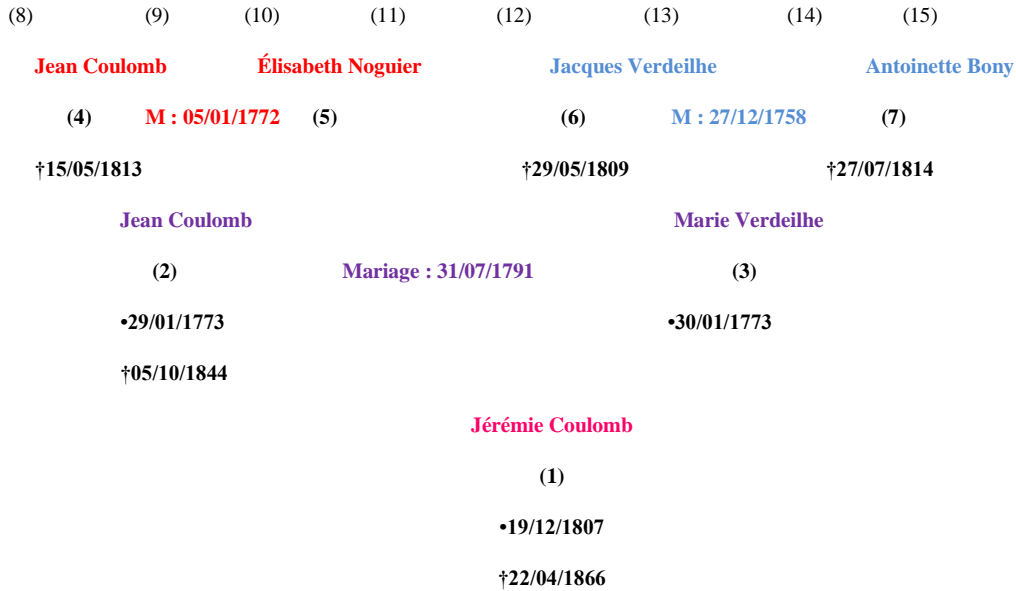 (8) (9) (10) (11) (12) (13) (14) (15)
Jean Coulomb Élisabeth Noguier Jacques Verdeilhe Antoinette Bony
(4) M : 05/01/1772 (5) (6) M : 27/12/1758 (7)
†15/05/1813 †29/05/1809 †27/07/1814
Jean Coulomb Marie Verdeilhe
(2) Mariage : 31/07/1791 (3)
•29/01/1773 •30/01/1773
†05/10/1844
Jérémie Coulomb
(1)
•19/12/1807
†22/04/1866